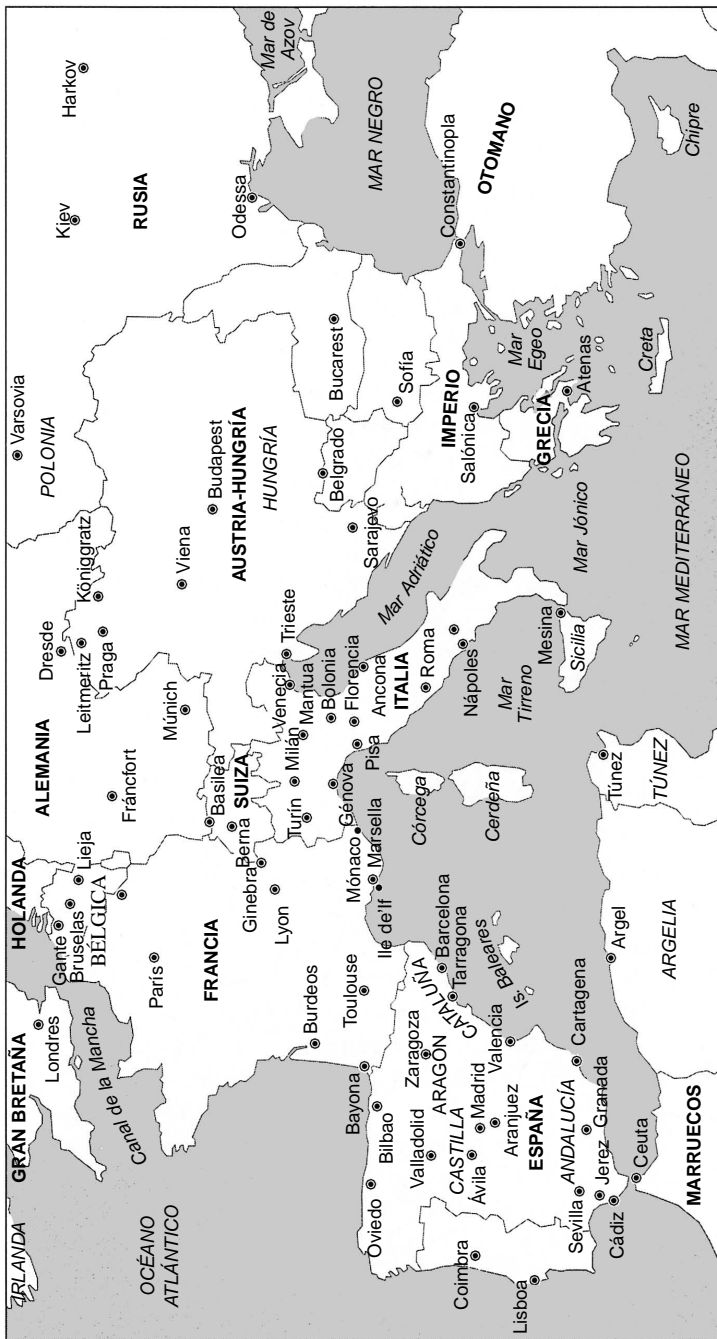 IRLANDA
GRAN BRETAÑA
Londres
Canal de la Mancha
OCÉANO
ATLÁNTICO
HOLANDA
Gante
Bruselas
BÉLGICA
Lieja
París
FRANCIA
Burdeos
Toulouse
Bayona
Lyon
Ginebra
Marsella
Ile de'If
Mónaco
ALEMANIA
Fráncfort
Múnich
Dresde
Leitmeritz
Praga
Königgratz
Basilea
Berna
SUIZA
POLONIA
Varsovia
Viena
Budapest
AUSTRIA-HUNGRÍA
HUNGRÍA
RUSIA
Kiev
Harkov
Odessa
Mar de
Azov
MAR NEGRO
Bucarest
Belgrado
Sofía
Sarajevo
Trieste
Venecia
Mantua
Milán
Turín
Génova
Bolonia
Florencia
Pisa
Ancona
ITALIA
Roma
Nápoles
Mar Adriático
Mar
Tirreno
Mesina
Sicilia
Córcega
Cerdeña
IMPERIO
OTOMANO
Constantinopla
Salónica
GRECIA
Atenas
Mar
Egeo
Mar Jónico
Creta
Chipre
MAR MEDITERRÁNEO
Oviedo
Bilbao
Valladolid
Zaragoza
ARAGÓN
CATALUÑA
Barcelona
Tarragona
Is. Baleares
CASTILLA
Ávila
Madrid
Aranjuez
Valencia
ESPAÑA
Coimbra
Lisboa
ANDALUCÍA
Sevilla
Granada
Jerez
Cádiz
Cartagena
Ceuta
MARRUECOS
Argel
ARGELIA
Túnez
TÚNEZ